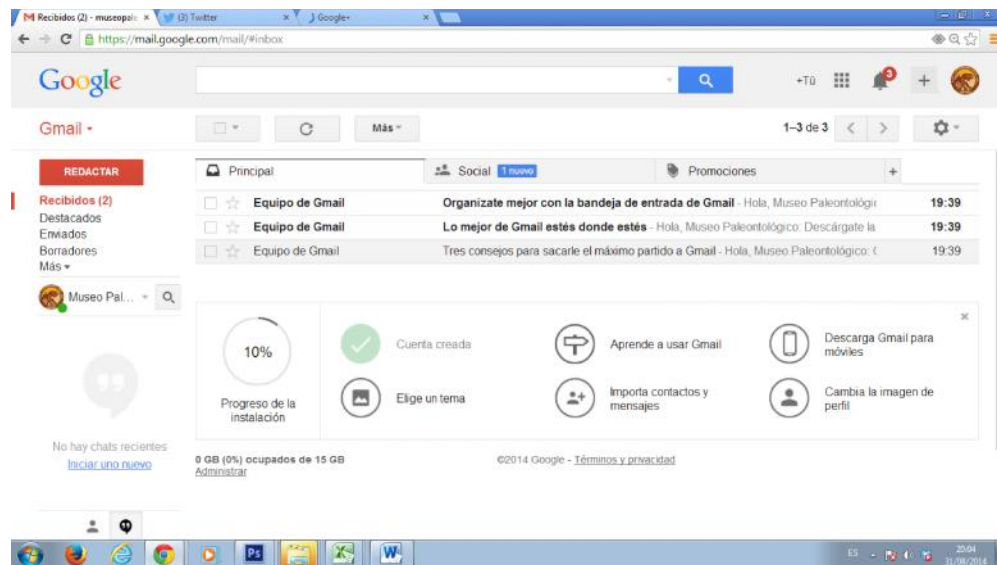 M Recibidos (2) - museopale
(3) Twitter
Google+
https://mail.google.com/mail/#inbox
Google
+Tú
3
Gmail
Más
1–3 de 3
REDACTAR
Principal
Social 1 nuevo
Promociones
Recibidos (2)
Destacados
Enviados
Borradores
Más
Equipo de Gmail
Organizate mejor con la bandeja de entrada de Gmail - Hola, Museo Paleontológic
19:39
Equipo de Gmail
Lo mejor de Gmail estés donde estés - Hola, Museo Paleontológico: Descárgate la
19:39
Equipo de Gmail
Tres consejos para sacarle el máximo partido a Gmail - Hola, Museo Paleontológico:
19:39
Museo Pal...
10%
Progreso de la
instalación
Cuenta creada
Aprende a usar Gmail
Descarga Gmail para
móviles
Elige un tema
Importa contactos y
mensajes
Cambia la imagen de
perfil
No hay chats recientes
Iniciar uno nuevo
0 GB (0%) ocupados de 15 GB
Administrar
©2014 Google - Términos y privacidad
Ps
ES
20:04
31/08/2014